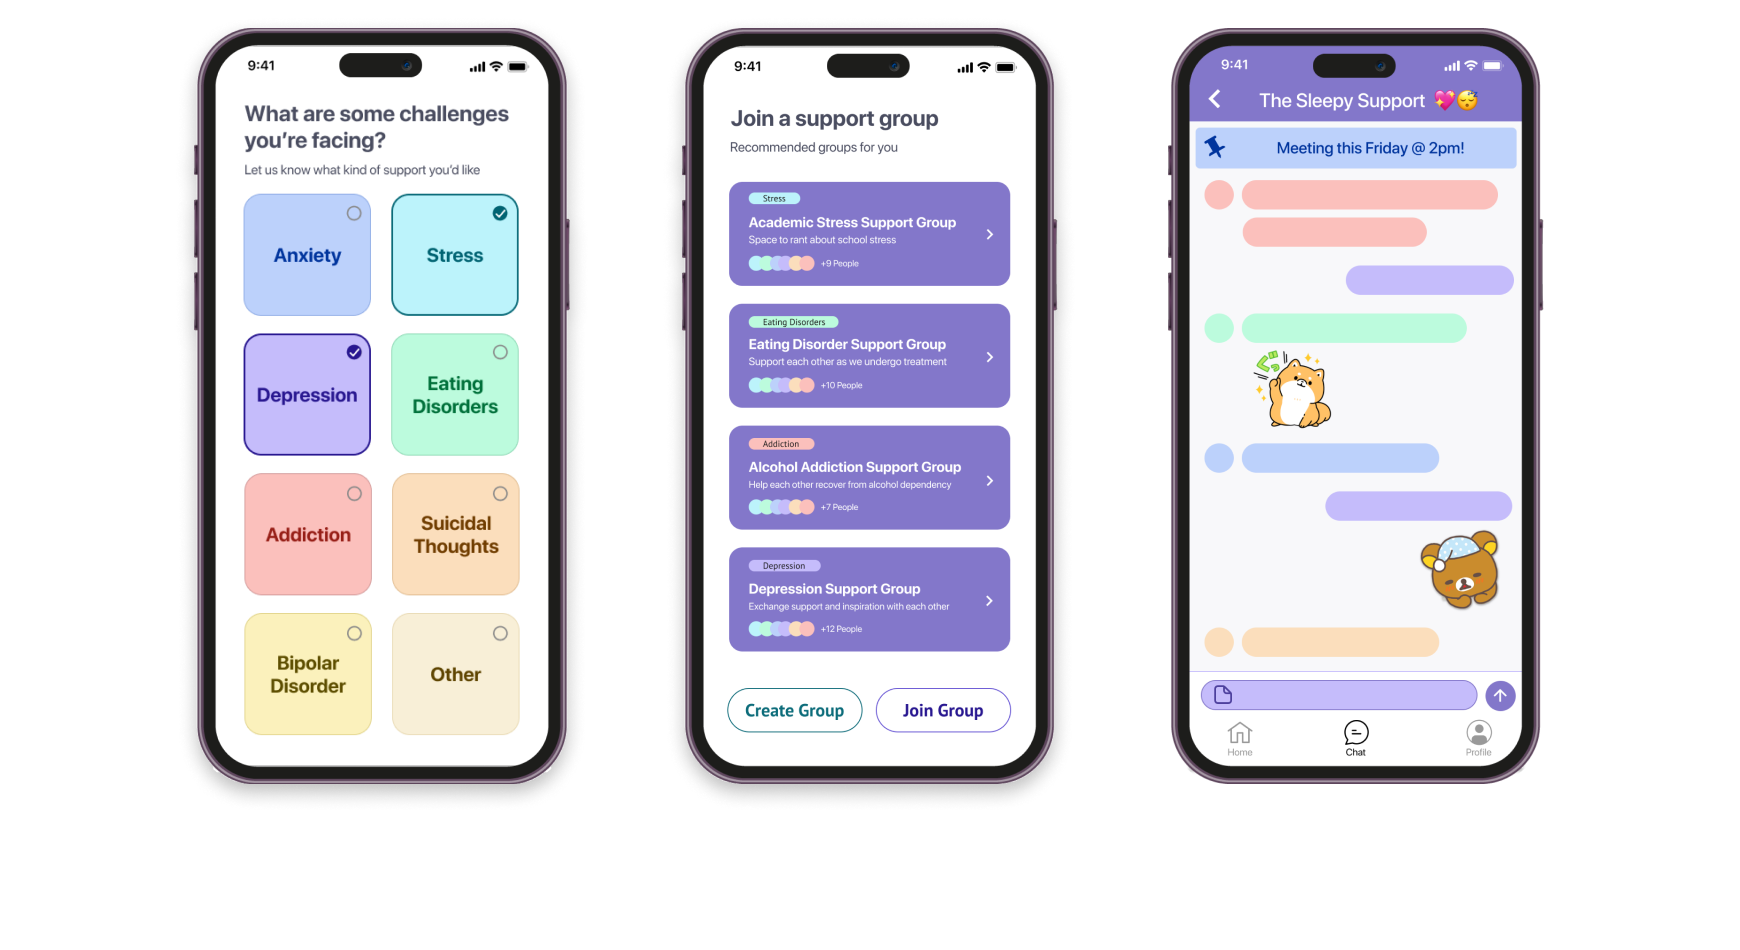 9:41
What are some challenges
you're facing?
Let us know what kind of support you'd like
Anxiety
Stress
Depression
Eating
Disorders
Addiction
Suicidal
Thoughts
Bipolar
Disorder
Other
9:41
Join a support group
Recommended groups for you
Stress
Academic Stress Support Group
Space to rant about school stress
+9 People
Eating Disorders
Eating Disorder Support Group
Support each other as we undergo treatment
+10 People
Addiction
Alcohol Addiction Support Group
Help each other recover from alcohol dependency
+7 People
Depression
Depression Support Group
Exchange support and inspiration with each other
+12 People
Create Group
Join Group
9:41
The Sleepy Support 💖😴
Meeting this Friday @ 2pm!
Home
Chat
Profile